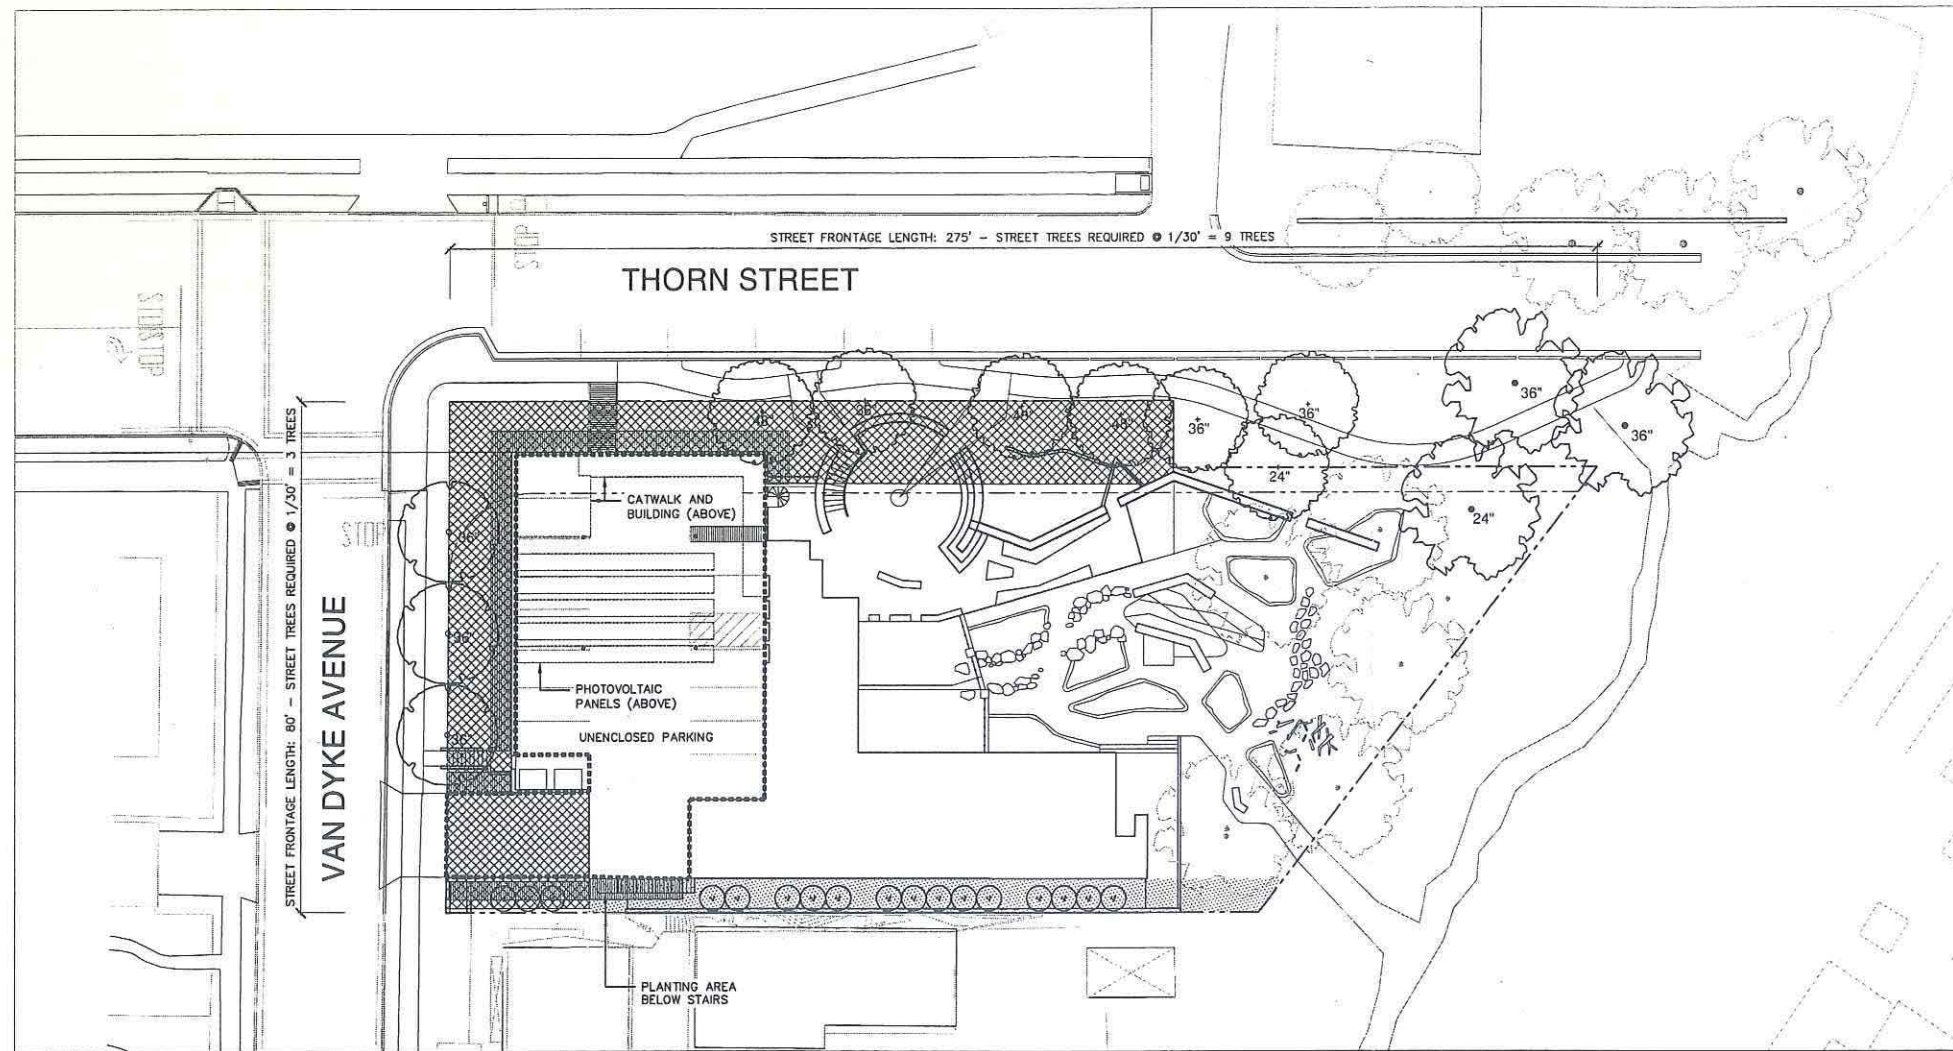 STOP
STREET FRONTAGE LENGTH: 275' - STREET TREES REQUIRED @ 1/30' = 9 TREES
THORN STREET
STOP
36"
36"
48"
36"
48"
48"
36"
36"
24"
24"
STREET FRONTAGE LENGTH: 80' - STREET TREES REQUIRED @ 1/30' = 3 TREES
VAN DYKE AVENUE
STOP
36"
36"
36"
CATWALK AND
BUILDING (ABOVE)
PHOTOVOLTAIC
PANELS (ABOVE)
UNENCLOSED PARKING
PLANTING AREA
BELOW STAIRS